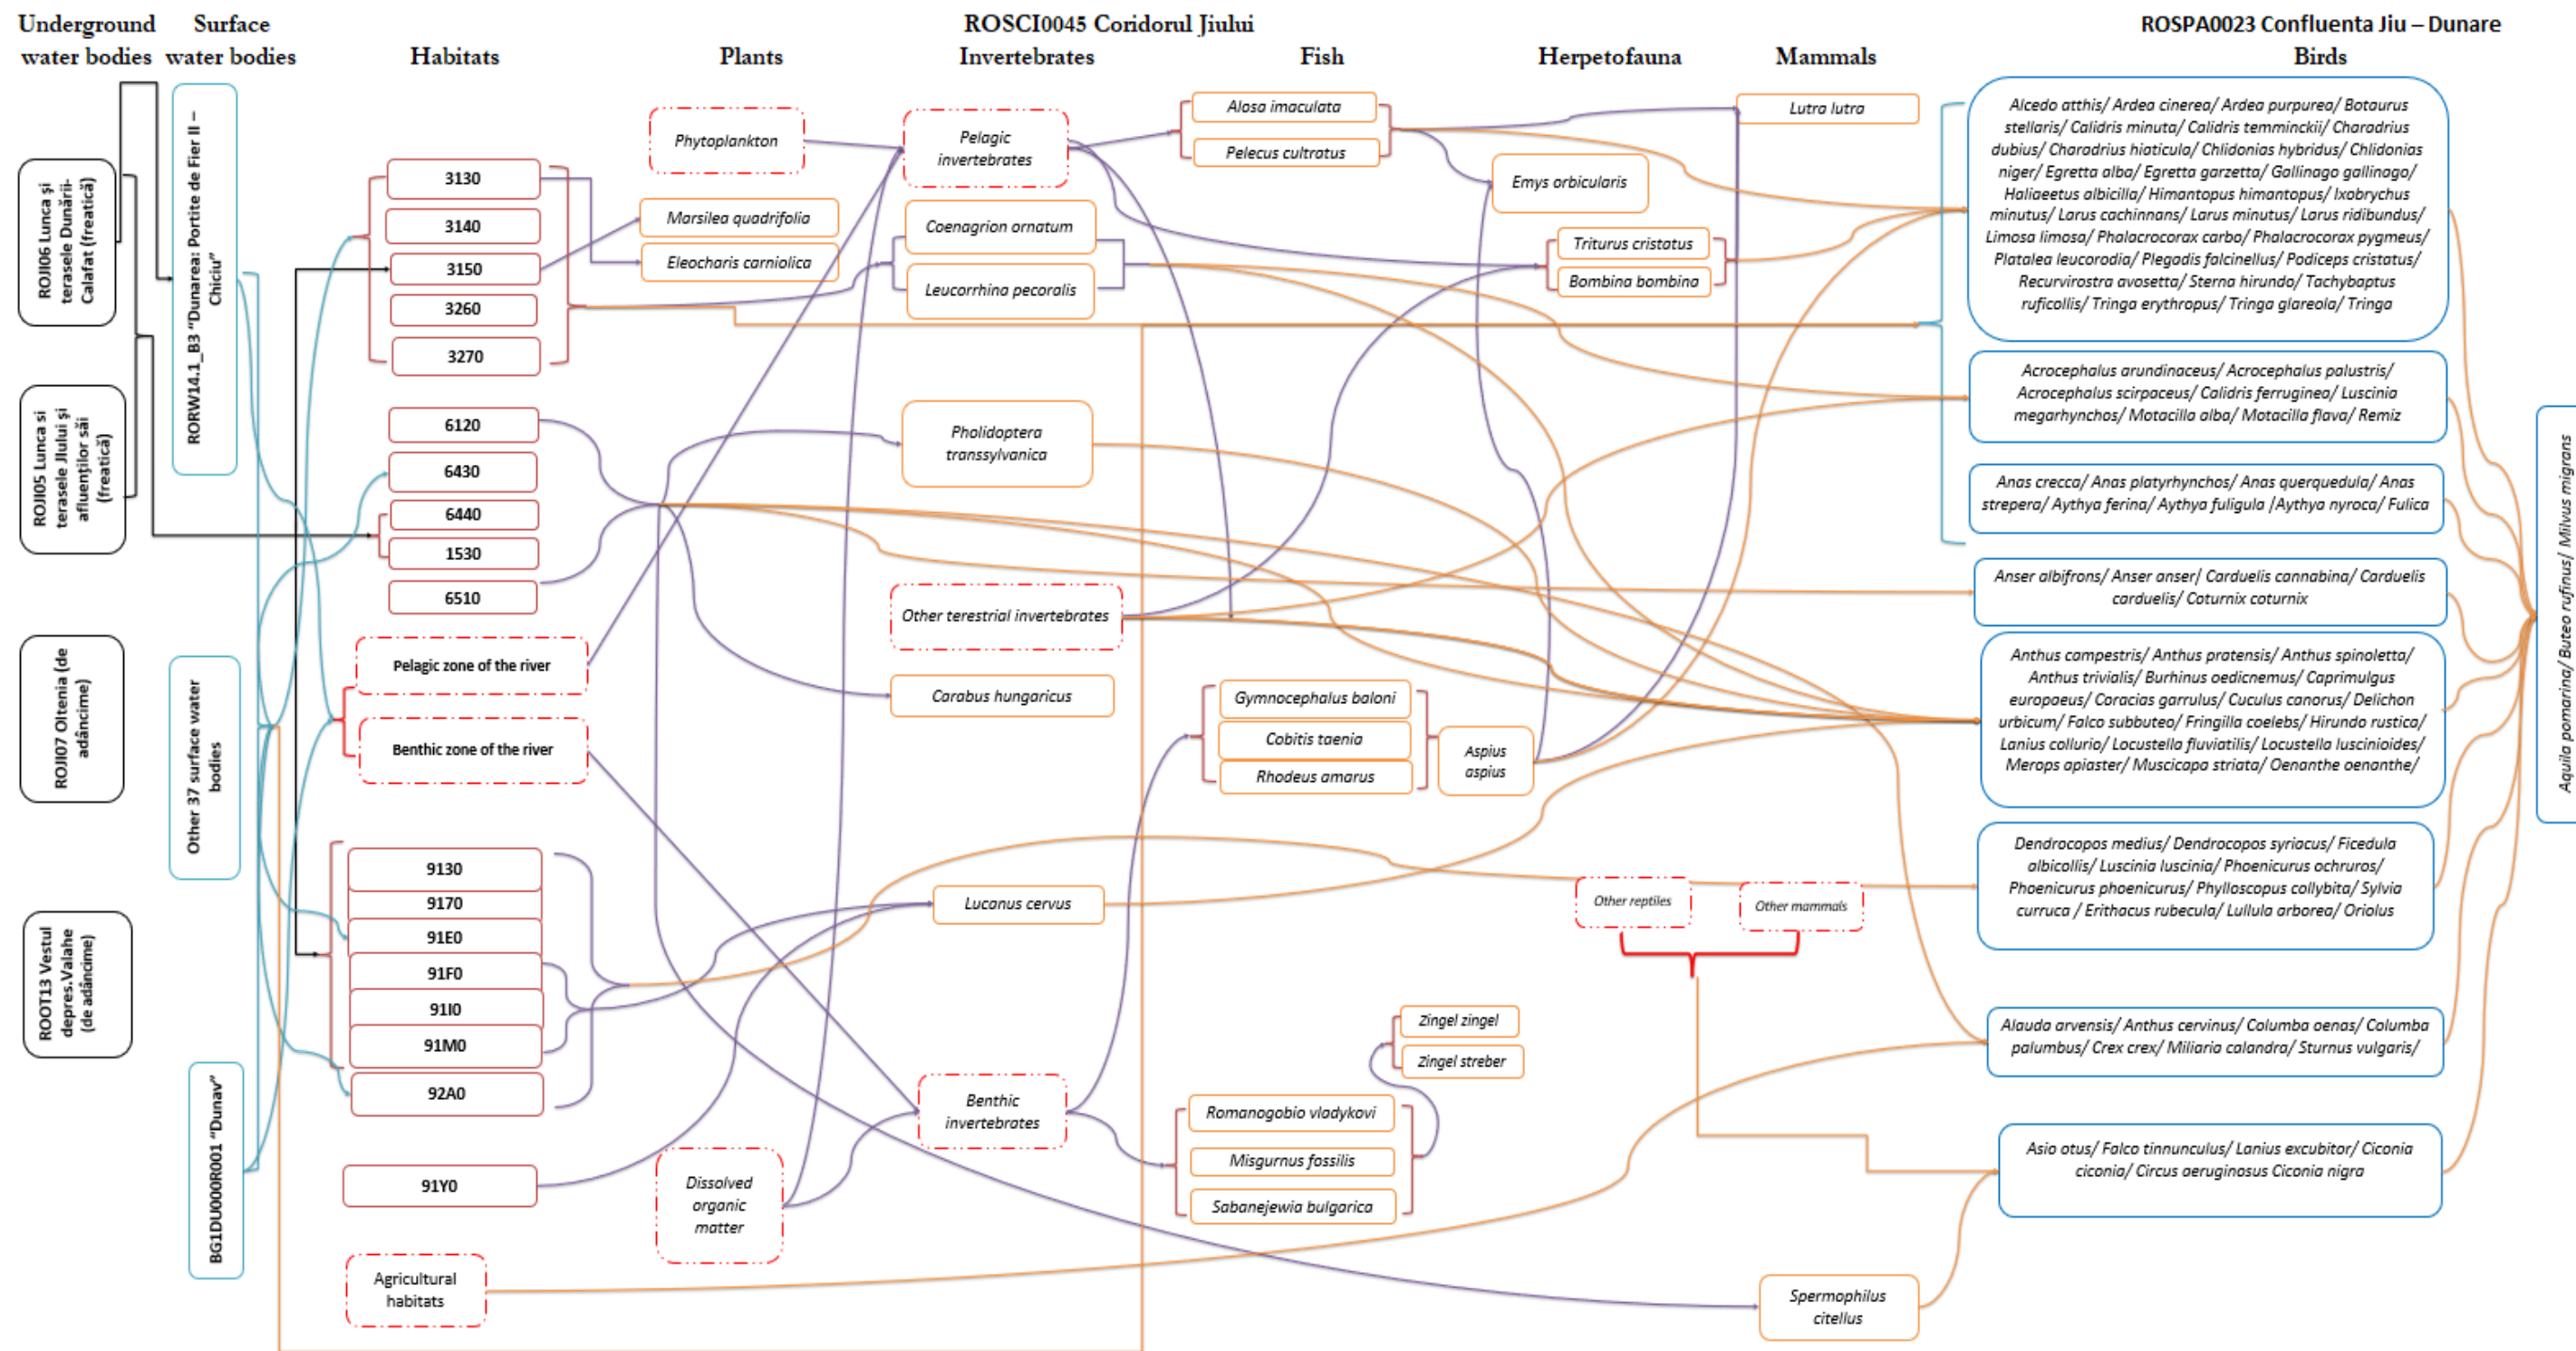 Underground
water bodies
Surface
water bodies
ROSCI0045 Coridorul Jiului
ROSPA0023 Confluenta Jiu – Dunare
Habitats
Plants
Invertebrates
Fish
Herpetofauna
Mammals
Birds
ROJI06 Lunca şi
terasele Dunării-
Calafat (freatică)
ROJI05 Lunca si
terasele JIului şi
afluenţilor săi
(freatică)
ROJI07 Oltenia (de
adâncime)
ROOT13 Vestul
depres.Valahe
(de adâncime)
RORW14.1_B3 “Dunarea: Portite de Fier II –
Chiciu”
Other 37 surface water
bodies
BG1DU000R001 “Dunav”
3130
3140
3150
3260
3270
6120
6430
6440
1530
6510
Pelagic zone of the river
Benthic zone of the river
9130
9170
91E0
91F0
91I0
91M0
92A0
91Y0
Agricultural
habitats
Phytoplankton
Marsilea quadrifolia
Eleocharis carniolica
Dissolved
organic
matter
Pelagic
invertebrates
Coenagrion ornatum
Leucorrhina pecoralis
Pholidoptera
transsylvanica
Other terestrial invertebrates
Carabus hungaricus
Lucanus cervus
Benthic
invertebrates
Alosa imaculata
Pelecus cultratus
Gymnocephalus baloni
Cobitis taenia
Rhodeus amarus
Aspius
aspius
Zingel zingel
Zingel streber
Romanogobio vladykovi
Misgurnus fossilis
Sabanejewia bulgarica
Emys orbicularis
Triturus cristatus
Bombina bombina
Other reptiles
Lutra lutra
Other mammals
Spermophilus
citellus
Alcedo atthis/ Ardea cinerea/ Ardea purpurea/ Botaurus
stellaris/ Calidris minuta/ Calidris temminckii/ Charadrius
dubius/ Charadrius hiaticula/ Chlidonias hybridus/ Chlidonias
niger/ Egretta alba/ Egretta garzetta/ Gallinago gallinago/
Haliaeetus albicilla/ Himantopus himantopus/ Ixobrychus
minutus/ Larus cachinnans/ Larus minutus/ Larus ridibundus/
Limosa limosa/ Phalacrocorax carbo/ Phalacrocorax pygmeus/
Platalea leucorodia/ Plegadis falcinellus/ Podiceps cristatus/
Recurvirostra avosetta/ Sterna hirundo/ Tachybaptus
ruficollis/ Tringa erythropus/ Tringa glareola/ Tringa
Acrocephalus arundinaceus/ Acrocephalus palustris/
Acrocephalus scirpaceus/ Calidris ferruginea/ Luscinia
megarhynchos/ Motacilla alba/ Motacilla flava/ Remiz
Anas crecca/ Anas platyrhynchos/ Anas querquedula/ Anas
strepera/ Aythya ferina/ Aythya fuligula /Aythya nyroca/ Fulica
Anser albifrons/ Anser anser/ Carduelis cannabina/ Carduelis
carduelis/ Coturnix coturnix
Anthus campestris/ Anthus pratensis/ Anthus spinoletta/
Anthus trivialis/ Burhinus oedicnemus/ Caprimulgus
europaeus/ Coracias garrulus/ Cuculus canorus/ Delichon
urbicum/ Falco subbuteo/ Fringilla coelebs/ Hirundo rustica/
Lanius collurio/ Locustella fluviatilis/ Locustella luscinioides/
Merops apiaster/ Muscicapa striata/ Oenanthe oenanthe/
Dendrocopos medius/ Dendrocopos syriacus/ Ficedula
albicollis/ Luscinia luscinia/ Phoenicurus ochruros/
Phoenicurus phoenicurus/ Phylloscopus collybita/ Sylvia
curruca / Erithacus rubecula/ Lullula arborea/ Oriolus
Alauda arvensis/ Anthus cervinus/ Columba oenas/ Columba
palumbus/ Crex crex/ Miliaria calandra/ Sturnus vulgaris/
Asio otus/ Falco tinnunculus/ Lanius excubitor/ Ciconia
ciconia/ Circus aeruginosus Ciconia nigra
Aquila pomarina/ Buteo rufinus/ Milvus migrans